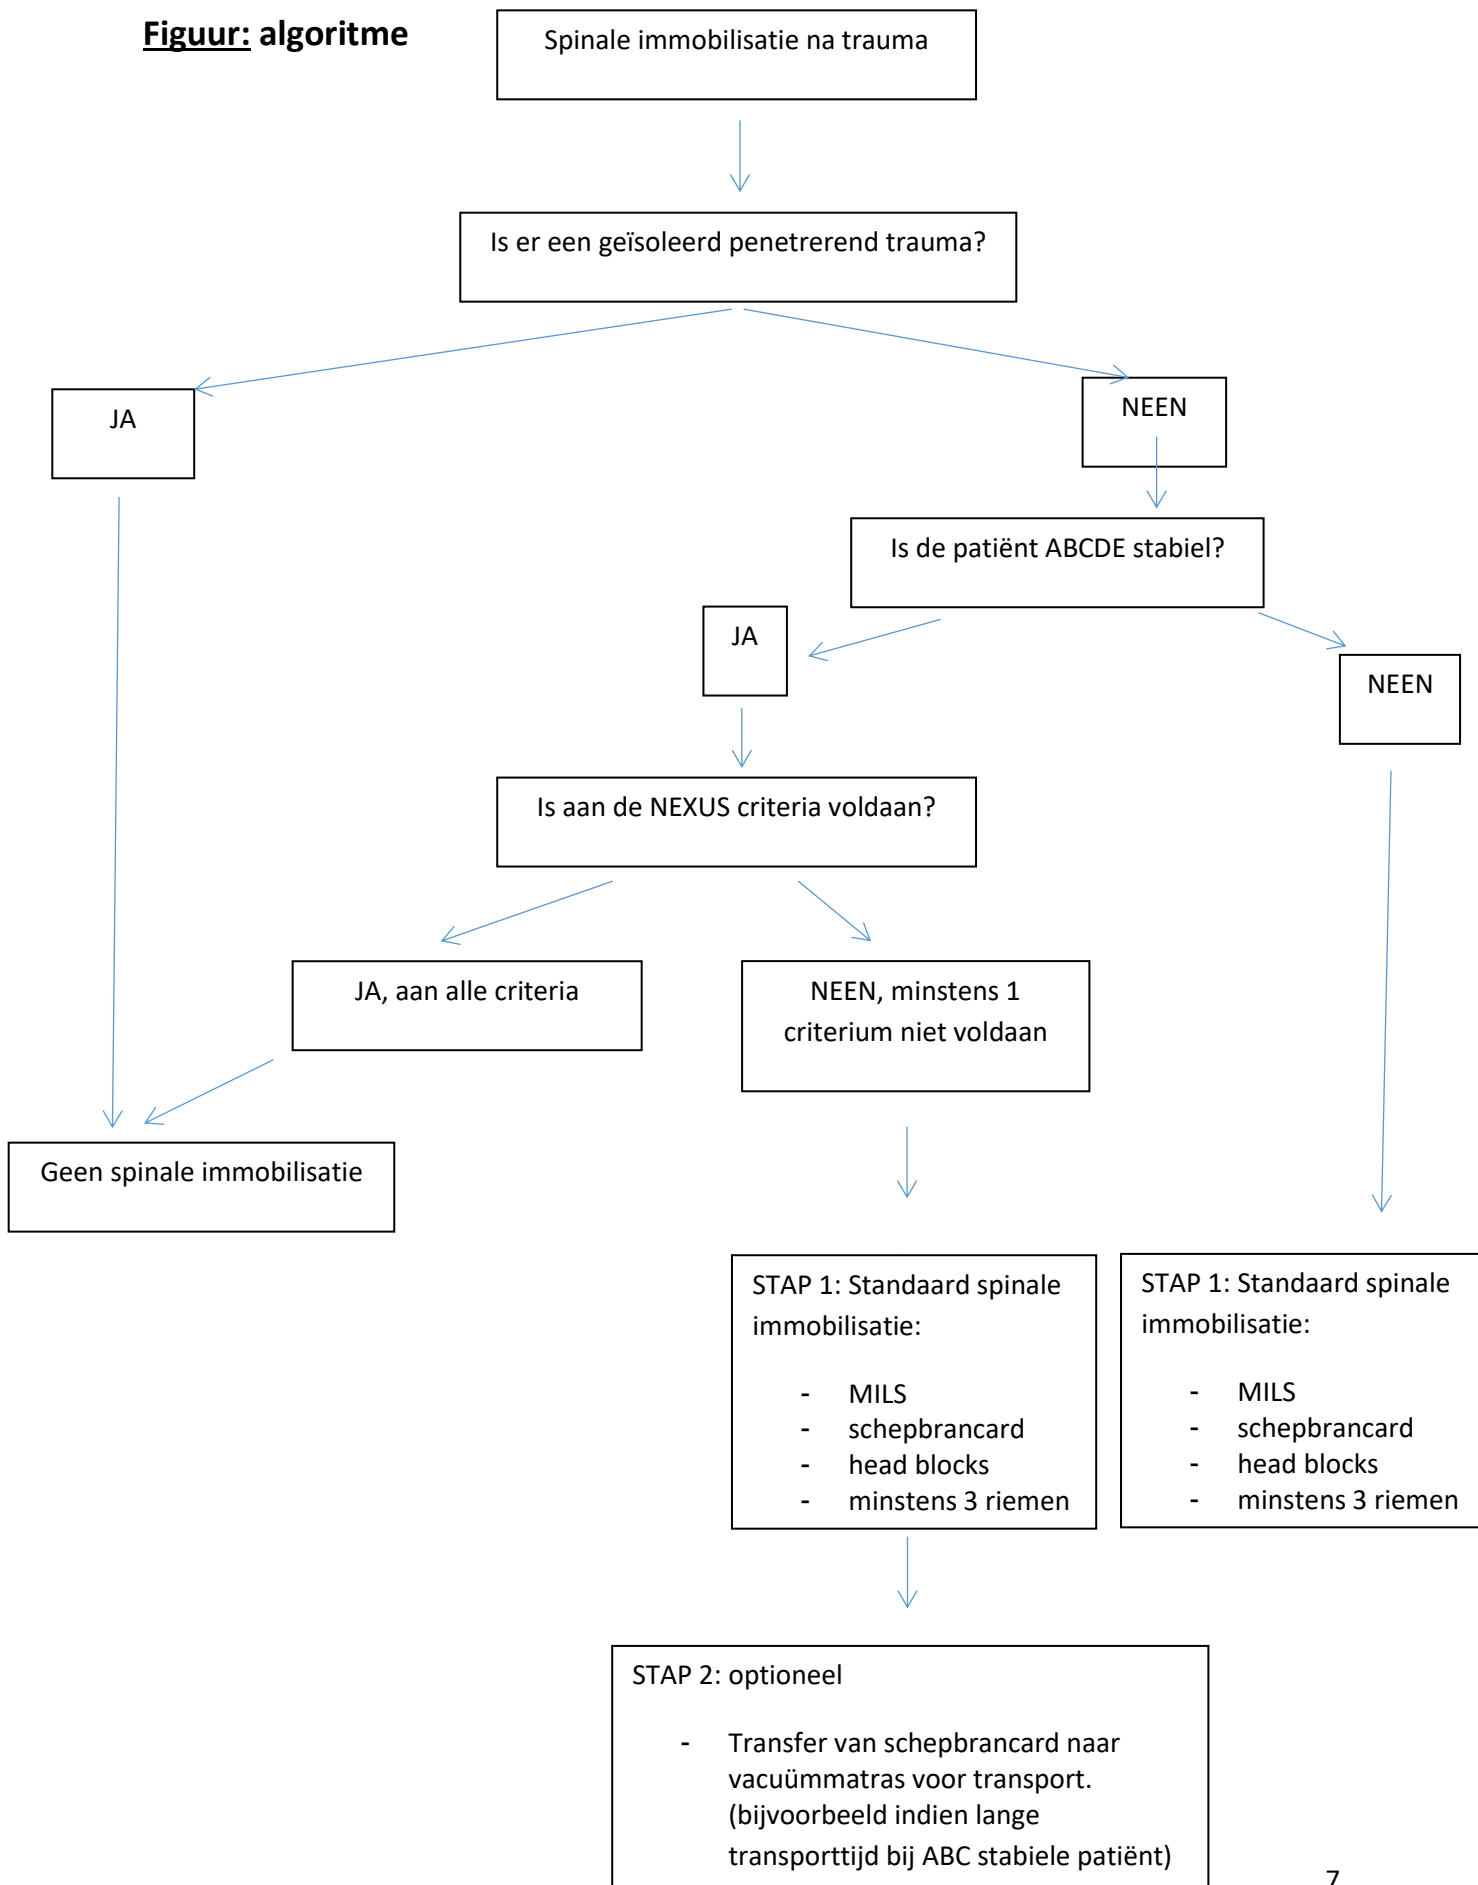 Figuur: algoritme
Spinale immobilisatie na trauma
Is er een geïsoleerd penetrerend trauma?
JA
NEEN
Is de patiënt ABCDE stabiel?
JA
NEEN
Is aan de NEXUS criteria voldaan?
JA, aan alle criteria
NEEN, minstens 1
criterium niet voldaan
Geen spinale immobilisatie
STAP 1: Standaard spinale
immobilisatie:
- MILS
- schepbrancard
- head blocks
- minstens 3 riemen
STAP 1: Standaard spinale
immobilisatie:
- MILS
- schepbrancard
- head blocks
- minstens 3 riemen
STAP 2: optioneel
- Transfer van schepbrancard naar
vacuümmatras voor transport.
(bijvoorbeeld indien lange
transporttijd bij ABC stabiele patiënt)
7